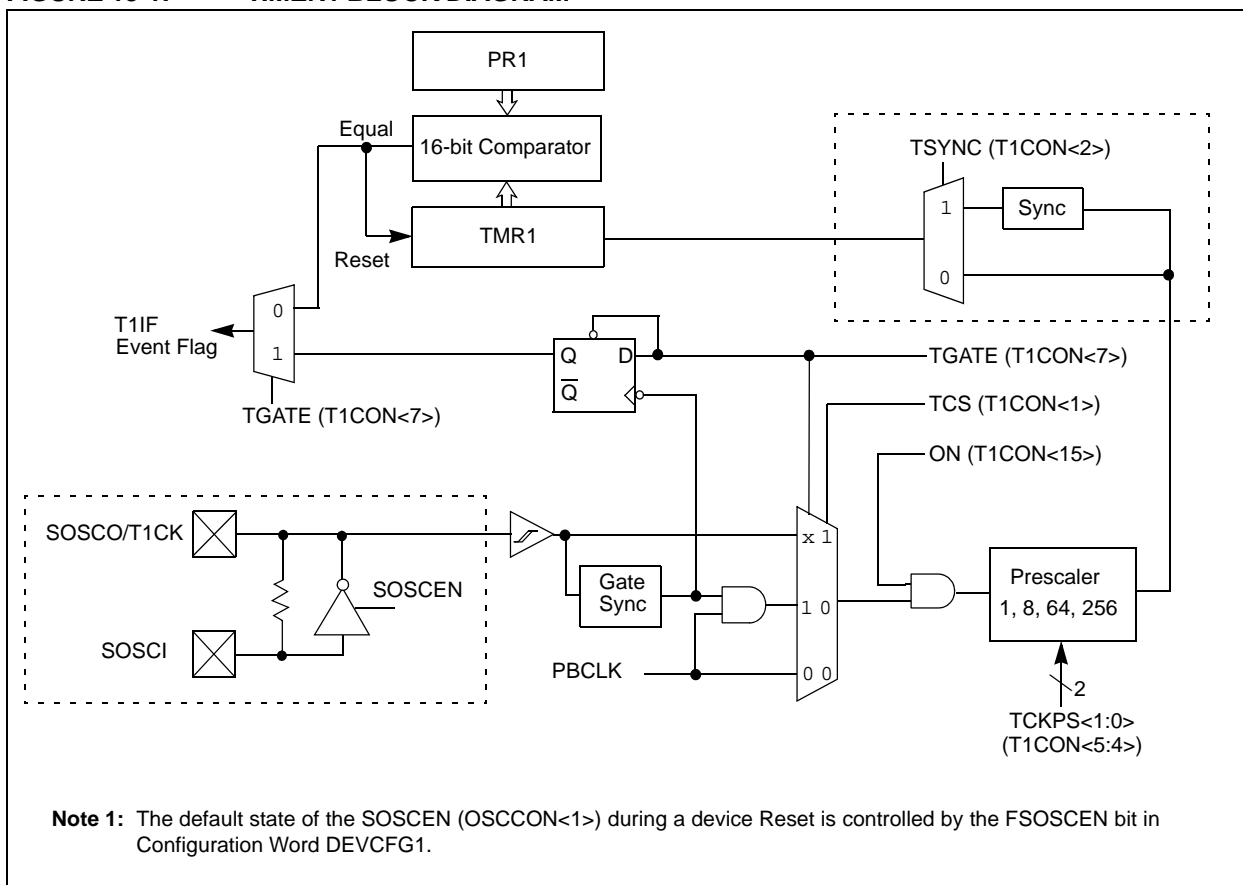 PR1
Equal
16-bit Comparator
TSYNC (T1CON<2>)
1
Sync
TMR1
Reset
0
0
T1IF
Event Flag
1
Q
D
Q
TGATE (T1CON<7>)
TGATE (T1CON<7>)
TCS (T1CON<1>)
ON (T1CON<15>)
SOSCO/T1CK
x 1
SOSCEN
Gate
Sync
1 0
Prescaler
1, 8, 64, 256
SOSCI
PBCLK
0 0
2
TCKPS<1:0>
(T1CON<5:4>)
Note 1: The default state of the SOSCEN (OSCCON<1>) during a device Reset is controlled by the FSOSCEN bit in
Configuration Word DEVCFG1.